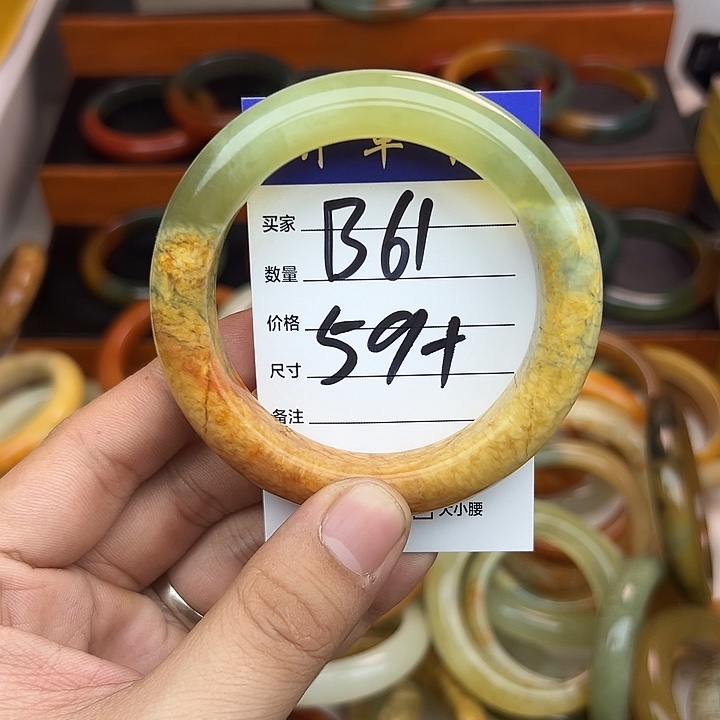 买家 B61
数量
价格 59+
尺寸
备注
大小腰